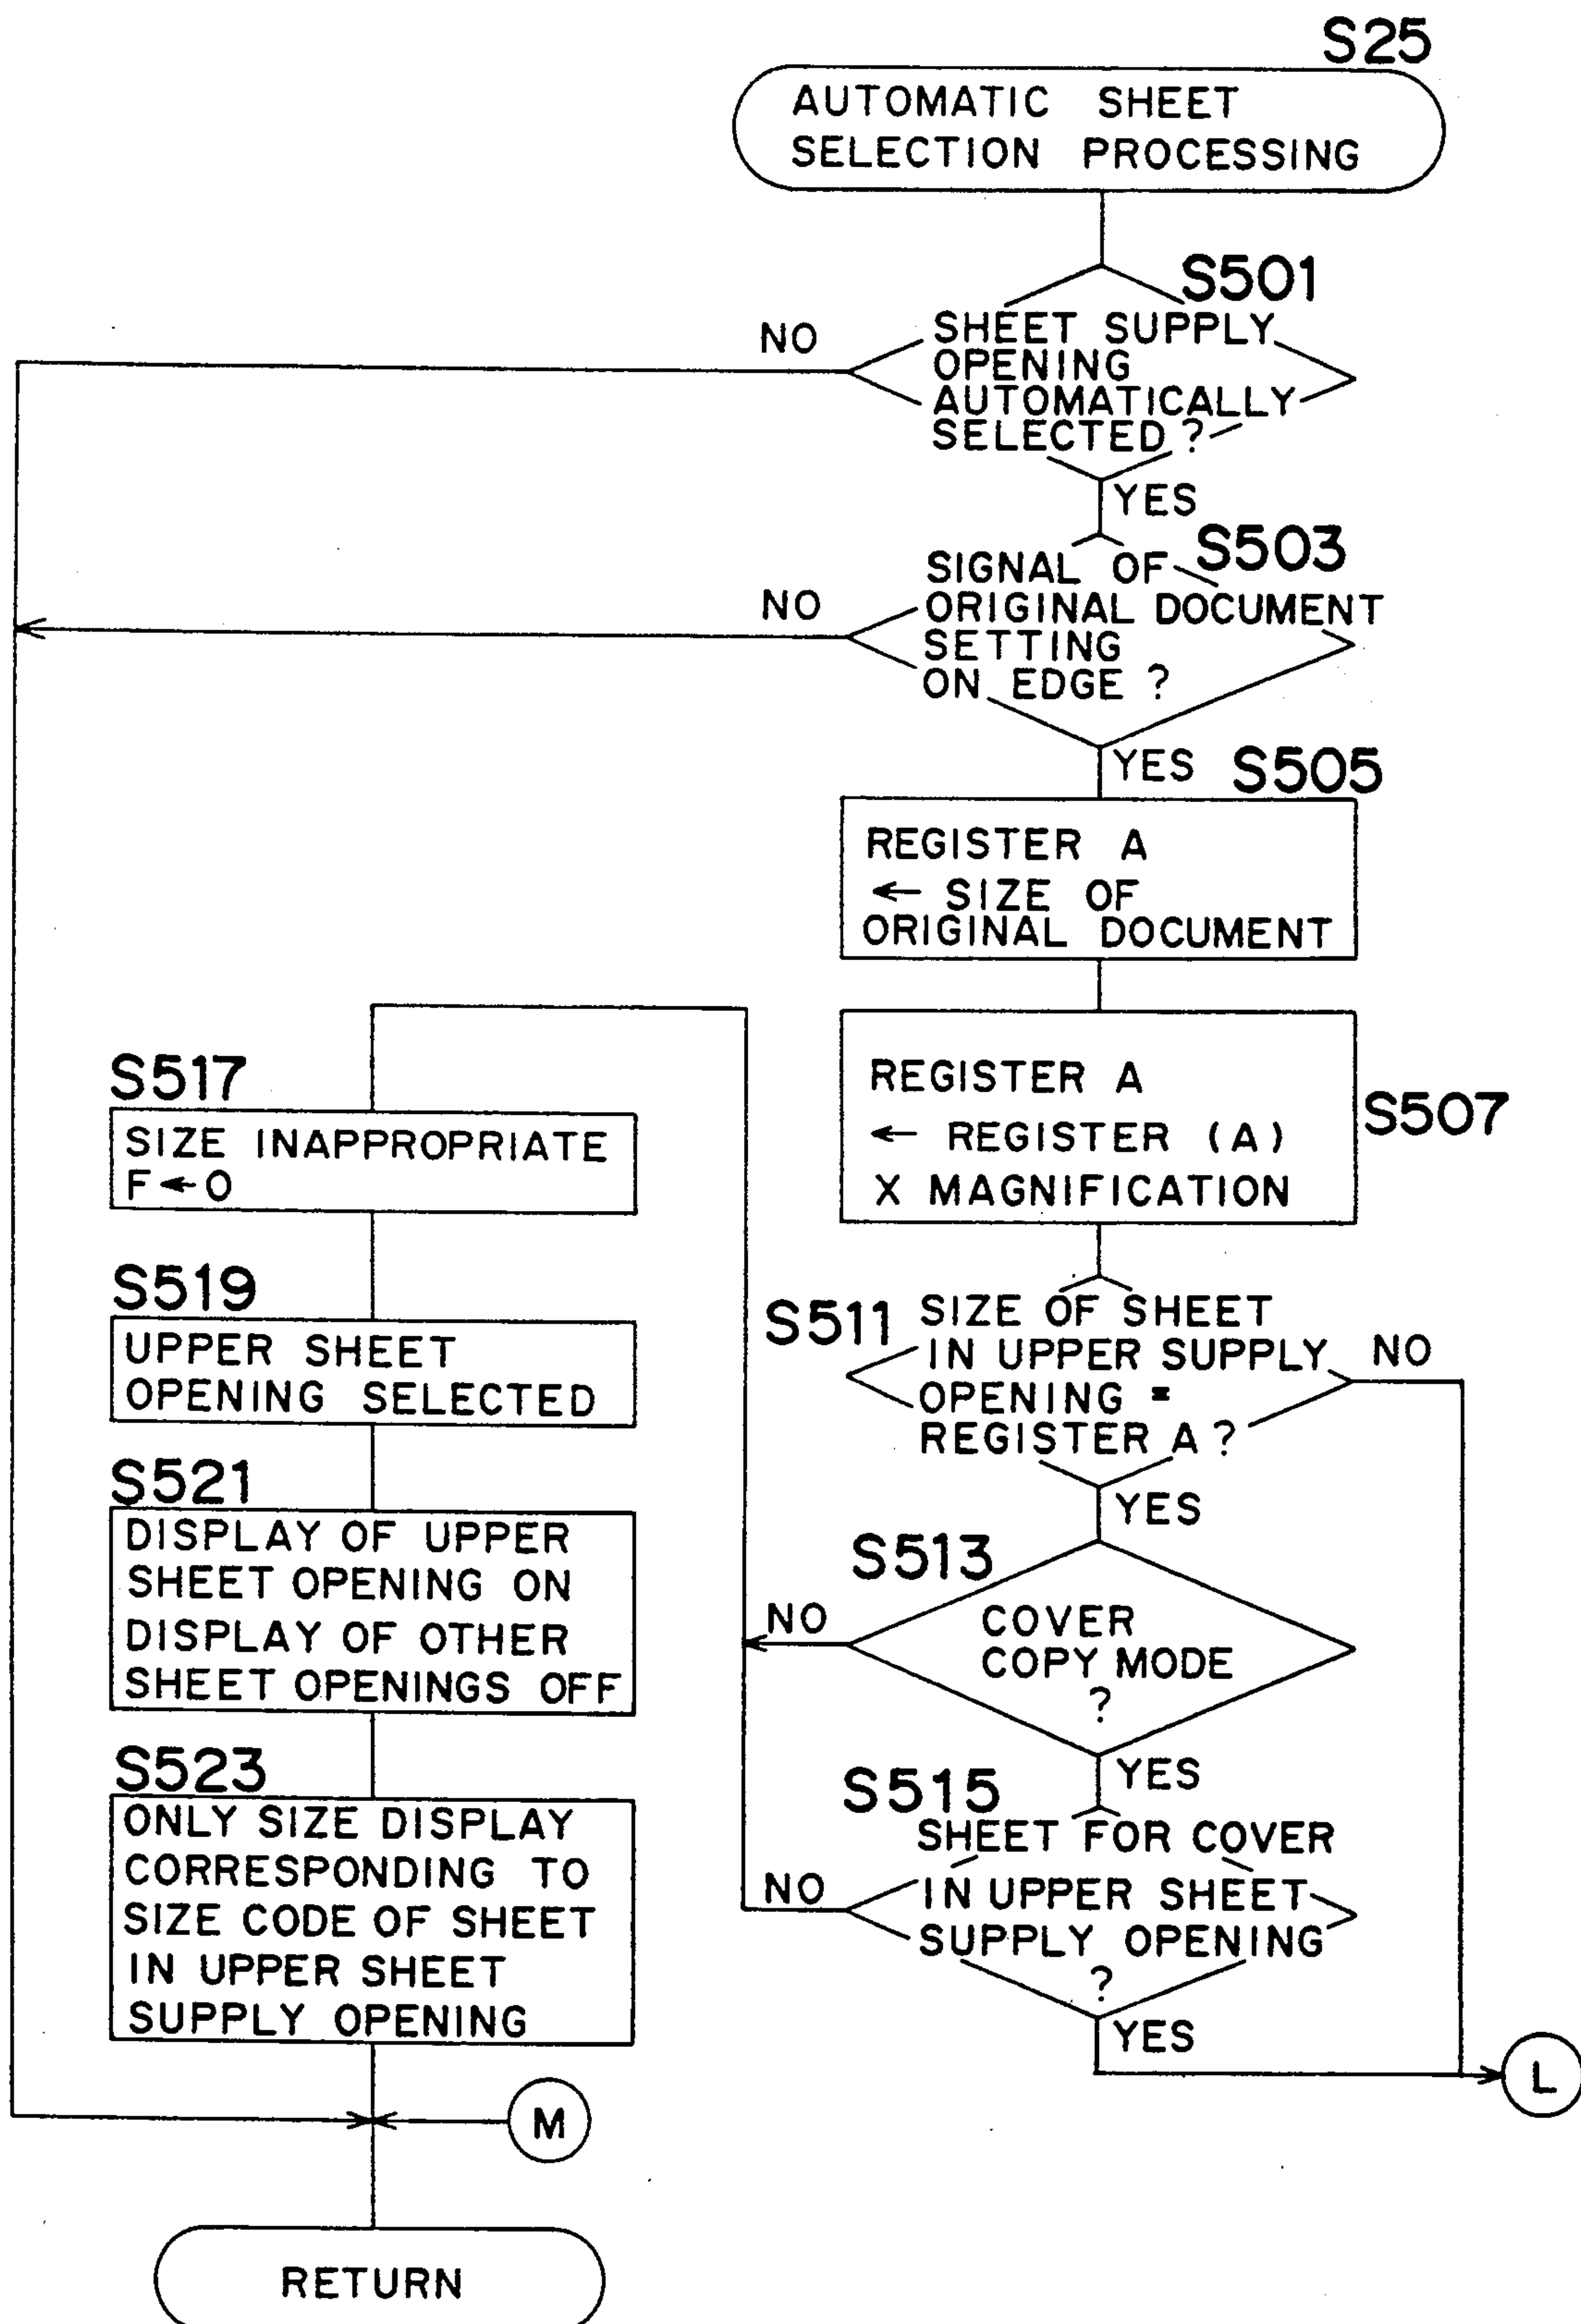 S25
AUTOMATIC SHEET
SELECTION PROCESSING
S501
SHEET SUPPLY
OPENING
AUTOMATICALLY
SELECTED ?
NO
YES
S503
SIGNAL OF
ORIGINAL DOCUMENT
SETTING
ON EDGE ?
NO
YES
S505
REGISTER A
← SIZE OF
ORIGINAL DOCUMENT
S507
REGISTER A
← REGISTER (A)
X MAGNIFICATION
S511
SIZE OF SHEET
IN UPPER SUPPLY
OPENING =
REGISTER A ?
NO
YES
S513
COVER
COPY MODE
?
NO
YES
S515
SHEET FOR COVER
IN UPPER SHEET
SUPPLY OPENING
?
NO
YES
L
S517
SIZE INAPPROPRIATE
F ← O
S519
UPPER SHEET
OPENING SELECTED
S521
DISPLAY OF UPPER
SHEET OPENING ON
DISPLAY OF OTHER
SHEET OPENINGS OFF
S523
ONLY SIZE DISPLAY
CORRESPONDING TO
SIZE CODE OF SHEET
IN UPPER SHEET
SUPPLY OPENING
M
RETURN